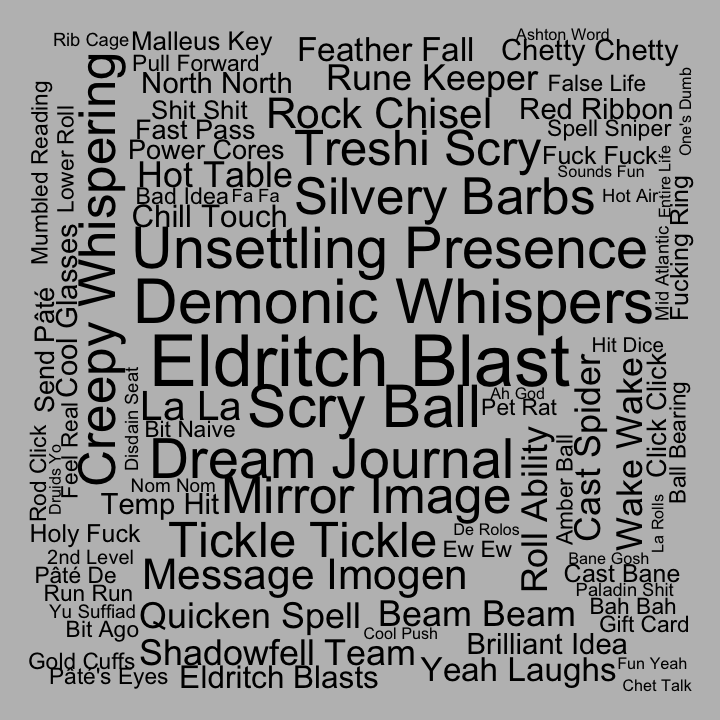 Ashton Word
Rib Cage
Malleus Key
Feather Fall
Chetty Chetty
Pull Forward
North North
Rune Keeper
False Life
Shit Shit
Rock Chisel
Red Ribbon
Fast Pass
Spell Sniper
Power Cores
Treshi Scry
Fuck Fuck
Hot Table
Sounds Fun
Bad Idea
Fa Fa
Silvery Barbs
Hot Air
Chill Touch
Unsettling Presence
Demonic Whispers
Eldritch Blast
Hit Dice
La La
Scry Ball
Ah God
Pet Rat
Bit Naive
Dream Journal
Nom Nom
Temp Hit
Mirror Image
Holy Fuck
Tickle Tickle
De Rolos
Ew Ew
2nd Level
Bane Gosh
Pâté De
Message Imogen
Cast Bane
Run Run
Paladin Shit
Yu Suffiad
Quicken Spell
Beam Beam
Bah Bah
Bit Ago
Cool Push
Gift Card
Shadowfell Team
Brilliant Idea
Gold Cuffs
Yeah Laughs
Fun Yeah
Pâté's Eyes
Eldritch Blasts
Chet Talk
Mumbled Reading
Lower Roll
Creepy Whispering
Send Pâté
Cool Glasses
Disdain Seat
Rod Click
Druids Yo
Feel Real
One's Dumb
Entire Life
Mid Atlantic
Fucking Ring
Cast Spider
Wake Wake
Click Click
Ball Bearing
Roll Ability
Amber Ball
La Rolls